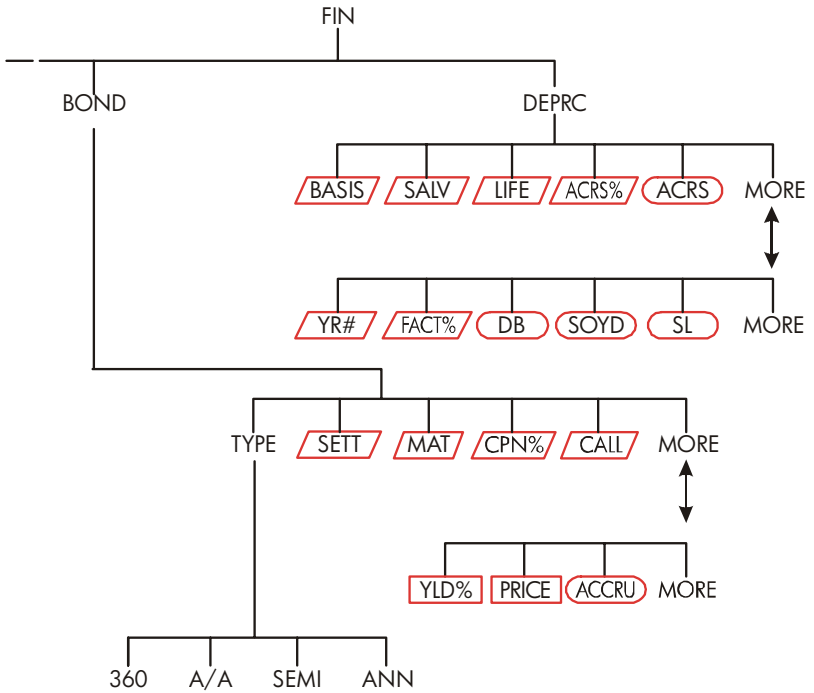 FIN
BOND DEPRC
BASIS SALV LIFE ACRS% ACRS MORE
YR# FACT% DB SOYD SL MORE
TYPE SETT MAT CPN% CALL MORE
YLD% PRICE ACCRU MORE
360 A/A SEMI ANN